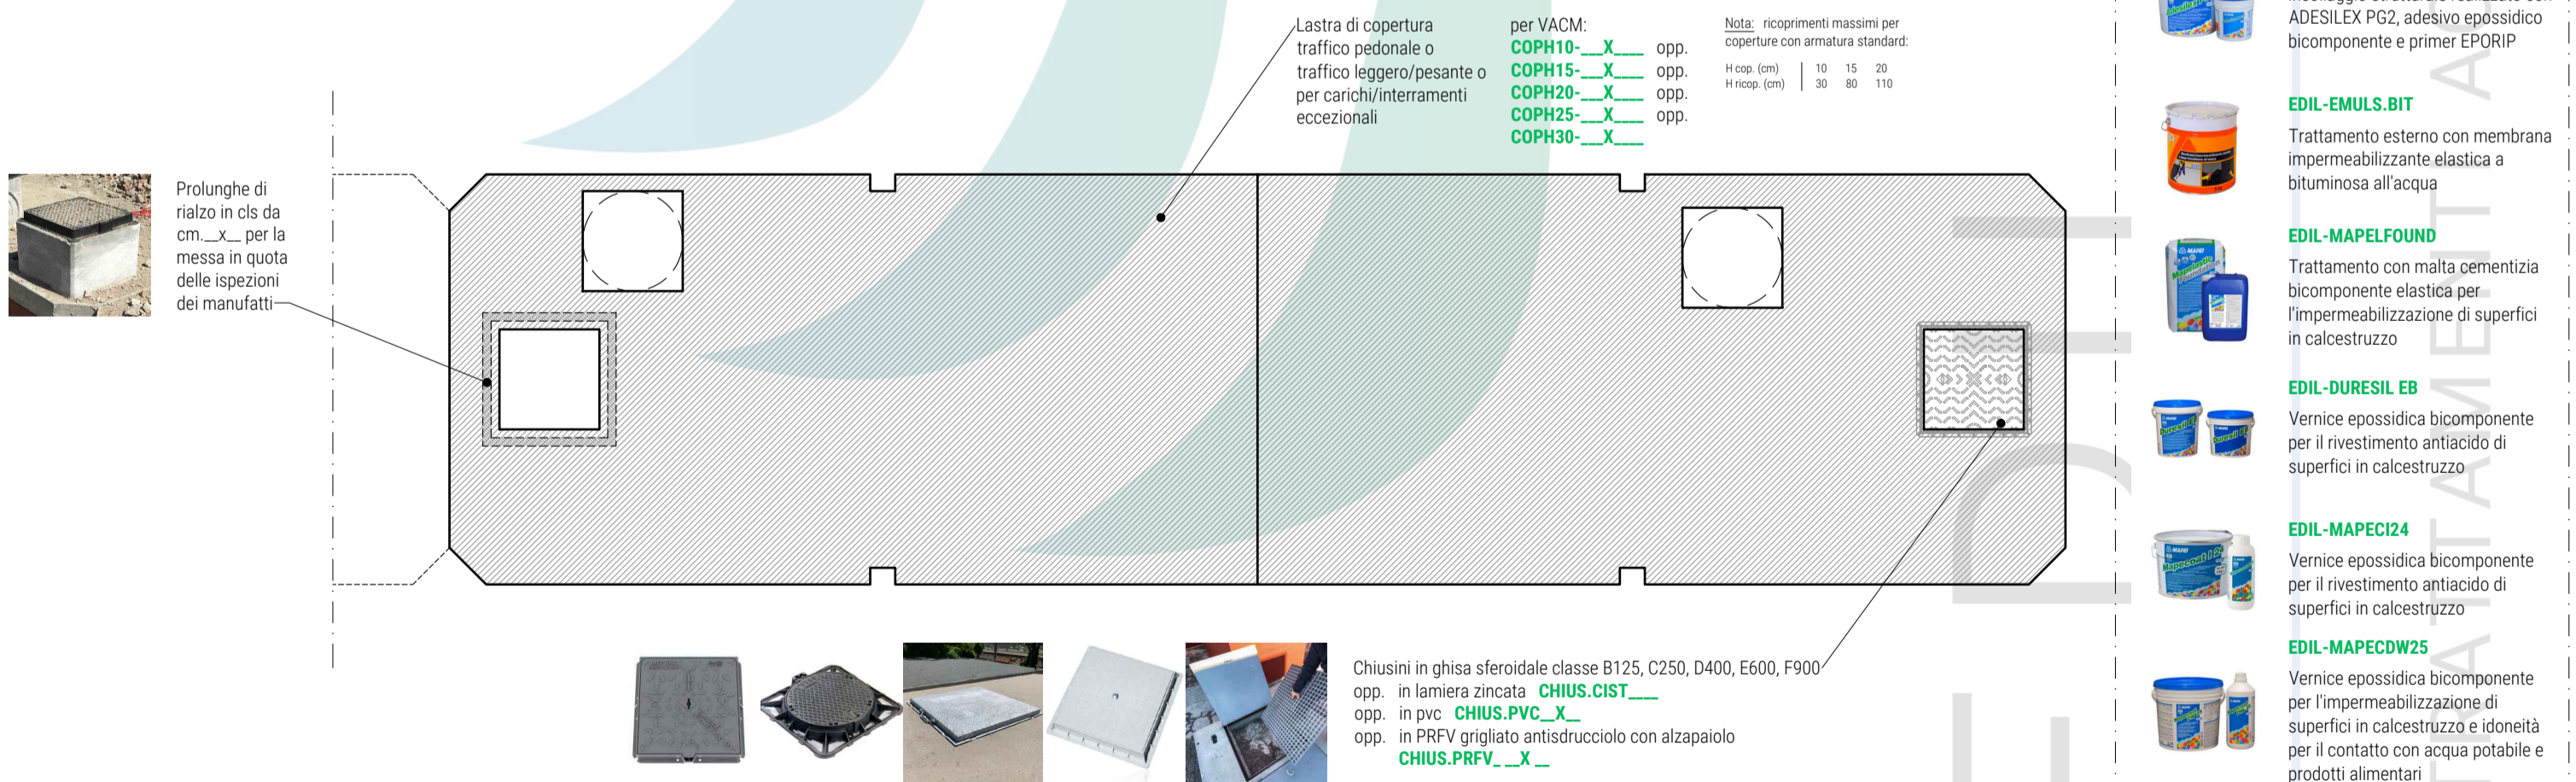 Prolunghe di
rialzo in cls da
cm.__x__ per la
messa in quota
delle ispezioni
dei manufatti
Lastra di copertura
traffico pedonale o
traffico leggero/pesante o
per carichi/interramenti
eccezionali
per VACM:
COPH10-___X____ opp.
COPH15-___X____ opp.
COPH20-___X____ opp.
COPH25-___X____ opp.
COPH30-___X____
Nota: ricoprimenti massimi per
coperture con armatura standard:
H cop. (cm) 10 15 20
H ricop. (cm) 30 80 110
Chiusini in ghisa sferoidale classe B125, C250, D400, E600, F900
opp. in lamiera zincata CHIUS.CIST____
opp. in pvc CHIUS.PVC__X__
opp. in PRFV grigliato antisdrucciolo con alzapaiolo
CHIUS.PRFV_ __X __
ADESILEX PG2, adesivo epossidico
bicomponente e primer EPORIP
EDIL-EMULS.BIT
Trattamento esterno con membrana
impermeabilizzante elastica a
bituminosa all'acqua
EDIL-MAPELFOUND
Trattamento con malta cementizia
bicomponente elastica per
l'impermeabilizzazione di superfici
in calcestruzzo
EDIL-DURESIL EB
Vernice epossidica bicomponente
per il rivestimento antiacido di
superfici in calcestruzzo
EDIL-MAPECI24
Vernice epossidica bicomponente
per il rivestimento antiacido di
superfici in calcestruzzo
EDIL-MAPECDW25
Vernice epossidica bicomponente
per l'impermeabilizzazione di
superfici in calcestruzzo e idoneità
per il contatto con acqua potabile e
prodotti alimentari